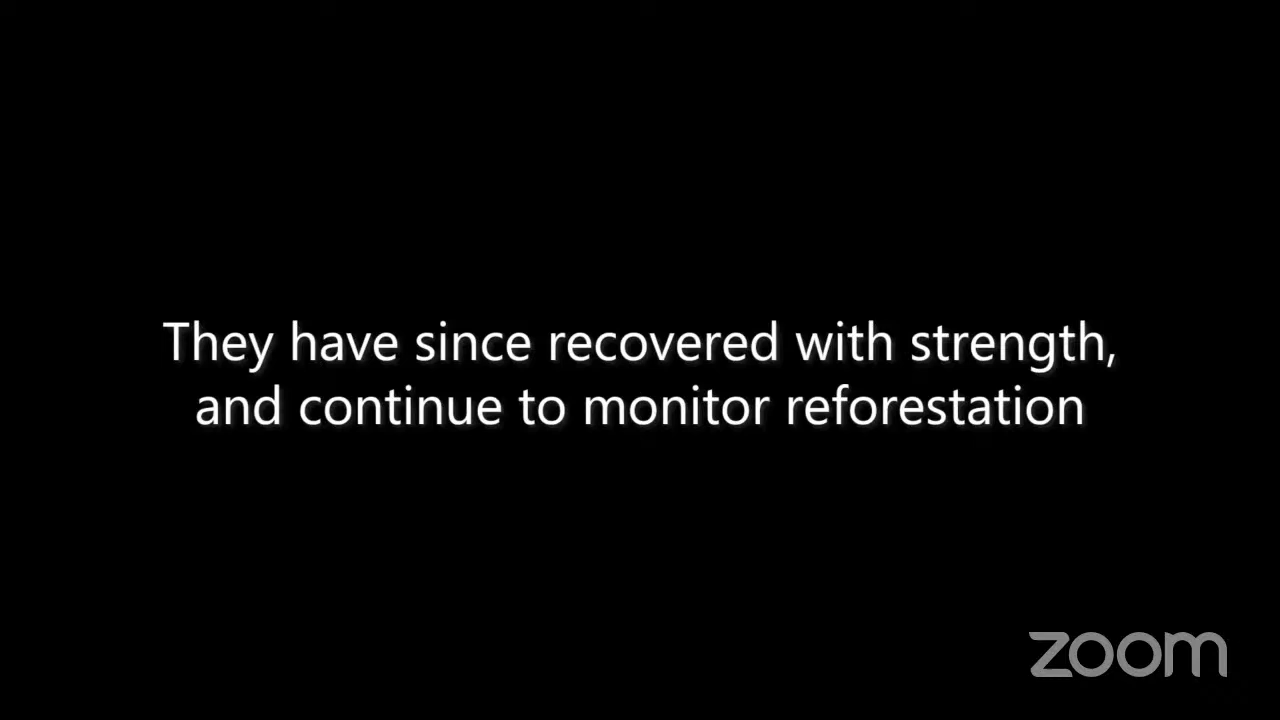 They have since recovered with strength,
and continue to monitor reforestation
zoom